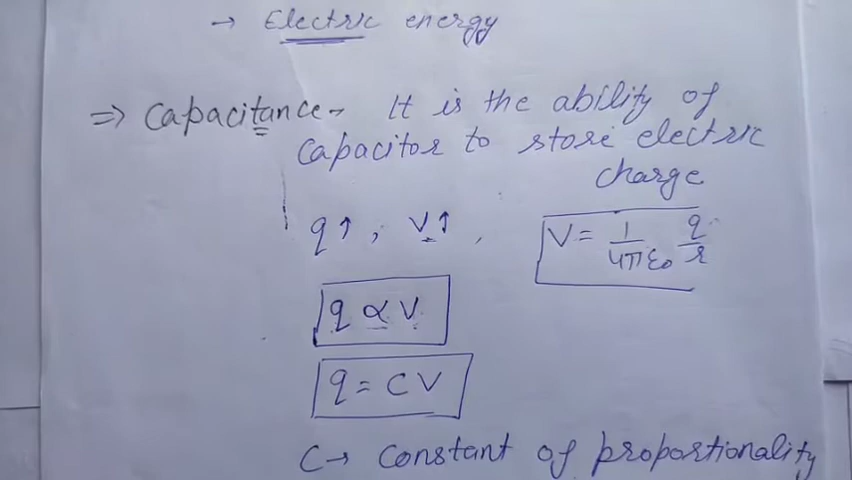 → Electric energy
⇒ Capacitance → It is the ability of
capacitor to store electric
charge
q↑ , V↑ , V = 1/4πε₀ q/r
q ∝ V
q = CV
C → constant of proportionality